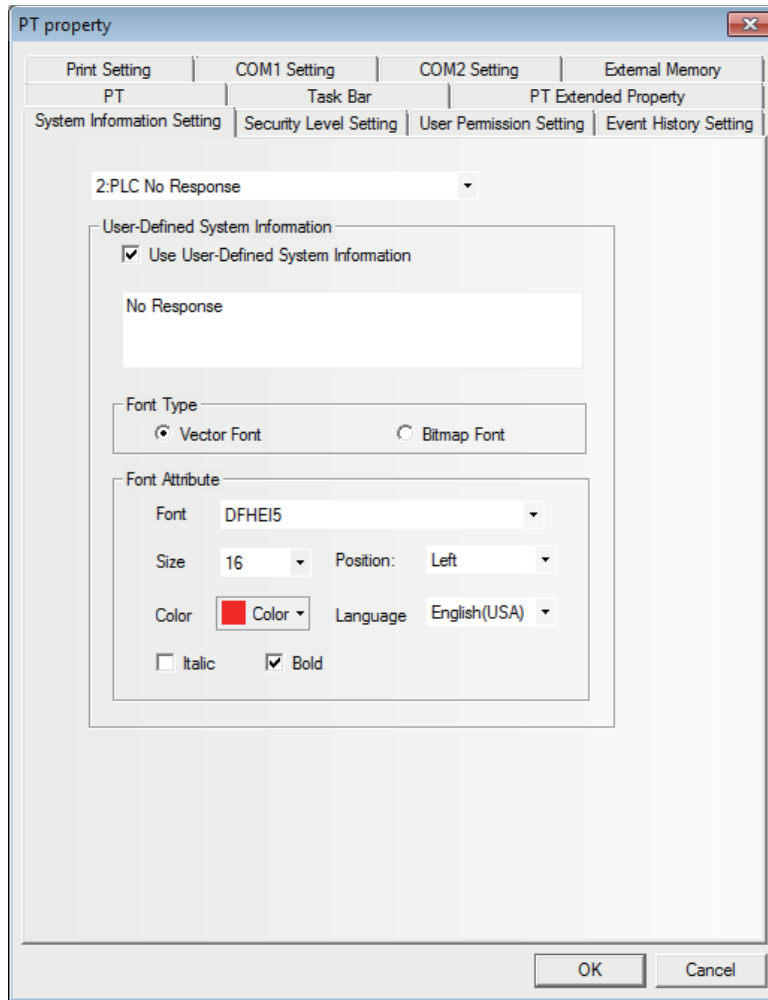 PT property
Print Setting COM1 Setting COM2 Setting External Memory
PT Task Bar PT Extended Property
System Information Setting Security Level Setting User Permission Setting Event History Setting
2:PLC No Response
User-Defined System Information
Use User-Defined System Information
No Response
Font Type
Vector Font Bitmap Font
Font Attribute
Font DFHEI5
Size 16 Position: Left
Color Color Language English(USA)
Italic Bold
OK Cancel